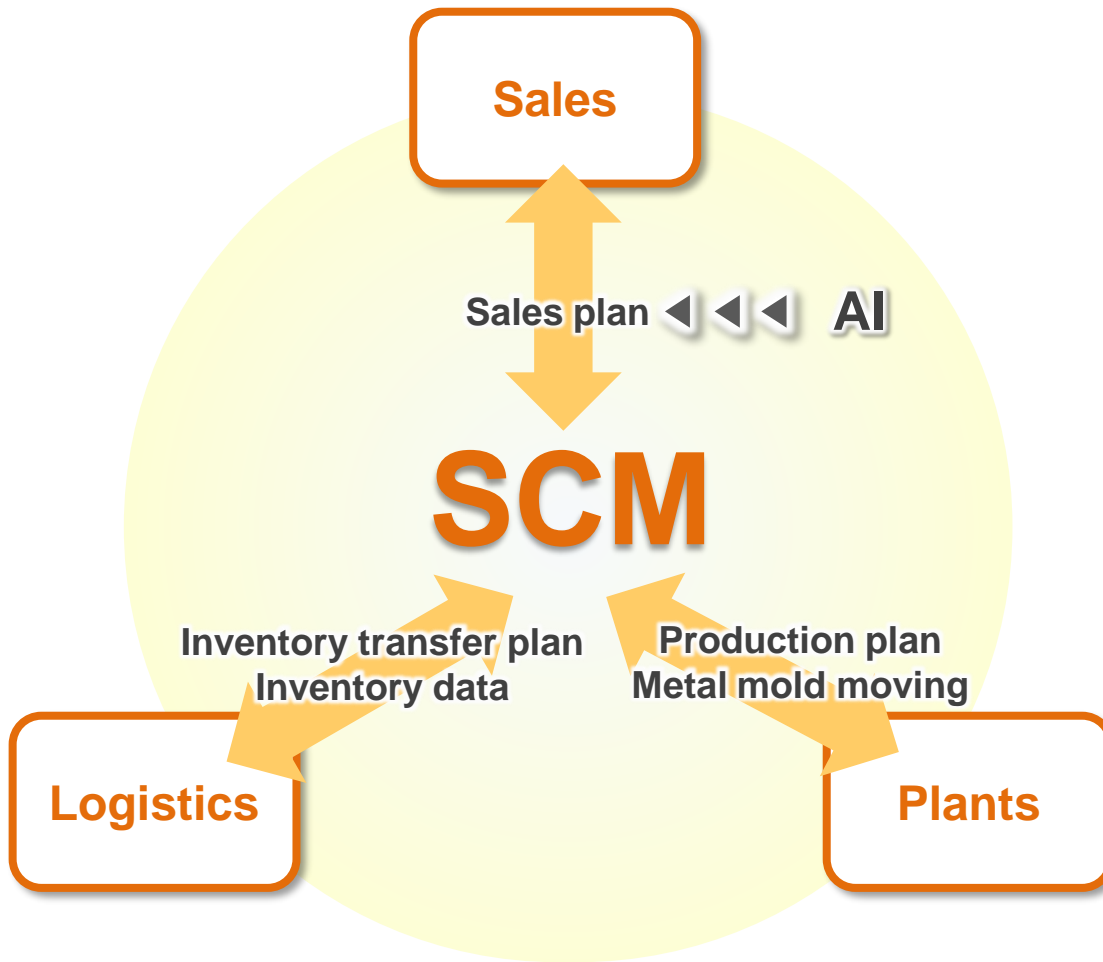 Sales
Sales plan
AI
SCM
Inventory transfer plan
Inventory data
Production plan
Metal mold moving
Logistics
Plants